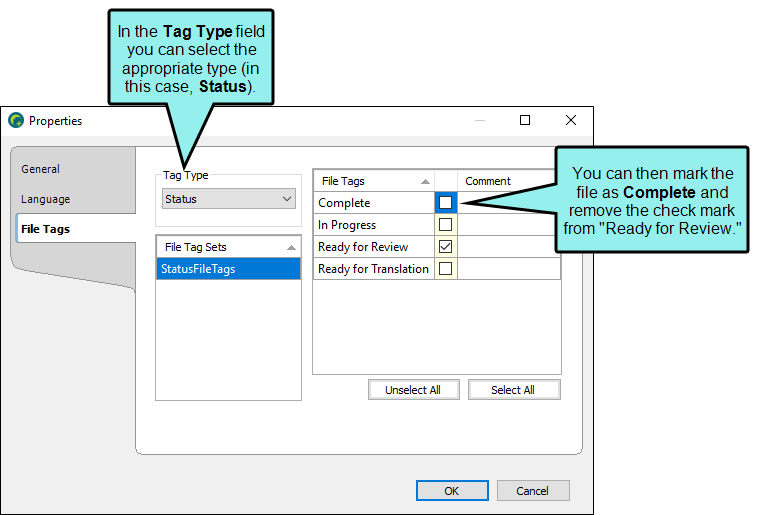 In the Tag Type field
you can select the
appropriate type (in
this case, Status).
Properties
General
Language
File Tags
Tag Type
Status
File Tag Sets
StatusFileTags
File Tags Comment
Complete
In Progress
Ready for Review
Ready for Translation
You can then mark the
file as Complete and
remove the check mark
from "Ready for Review."
Unselect All Select All
OK Cancel